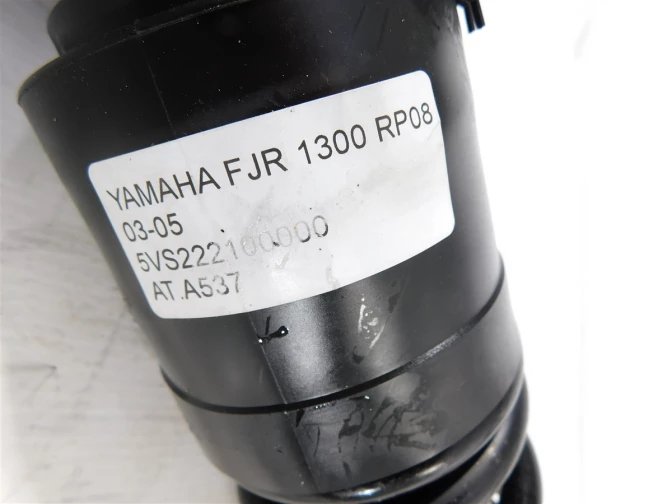 YAMAHA FJR 1300 RP08
03-05
5VS222100000
AT.A537